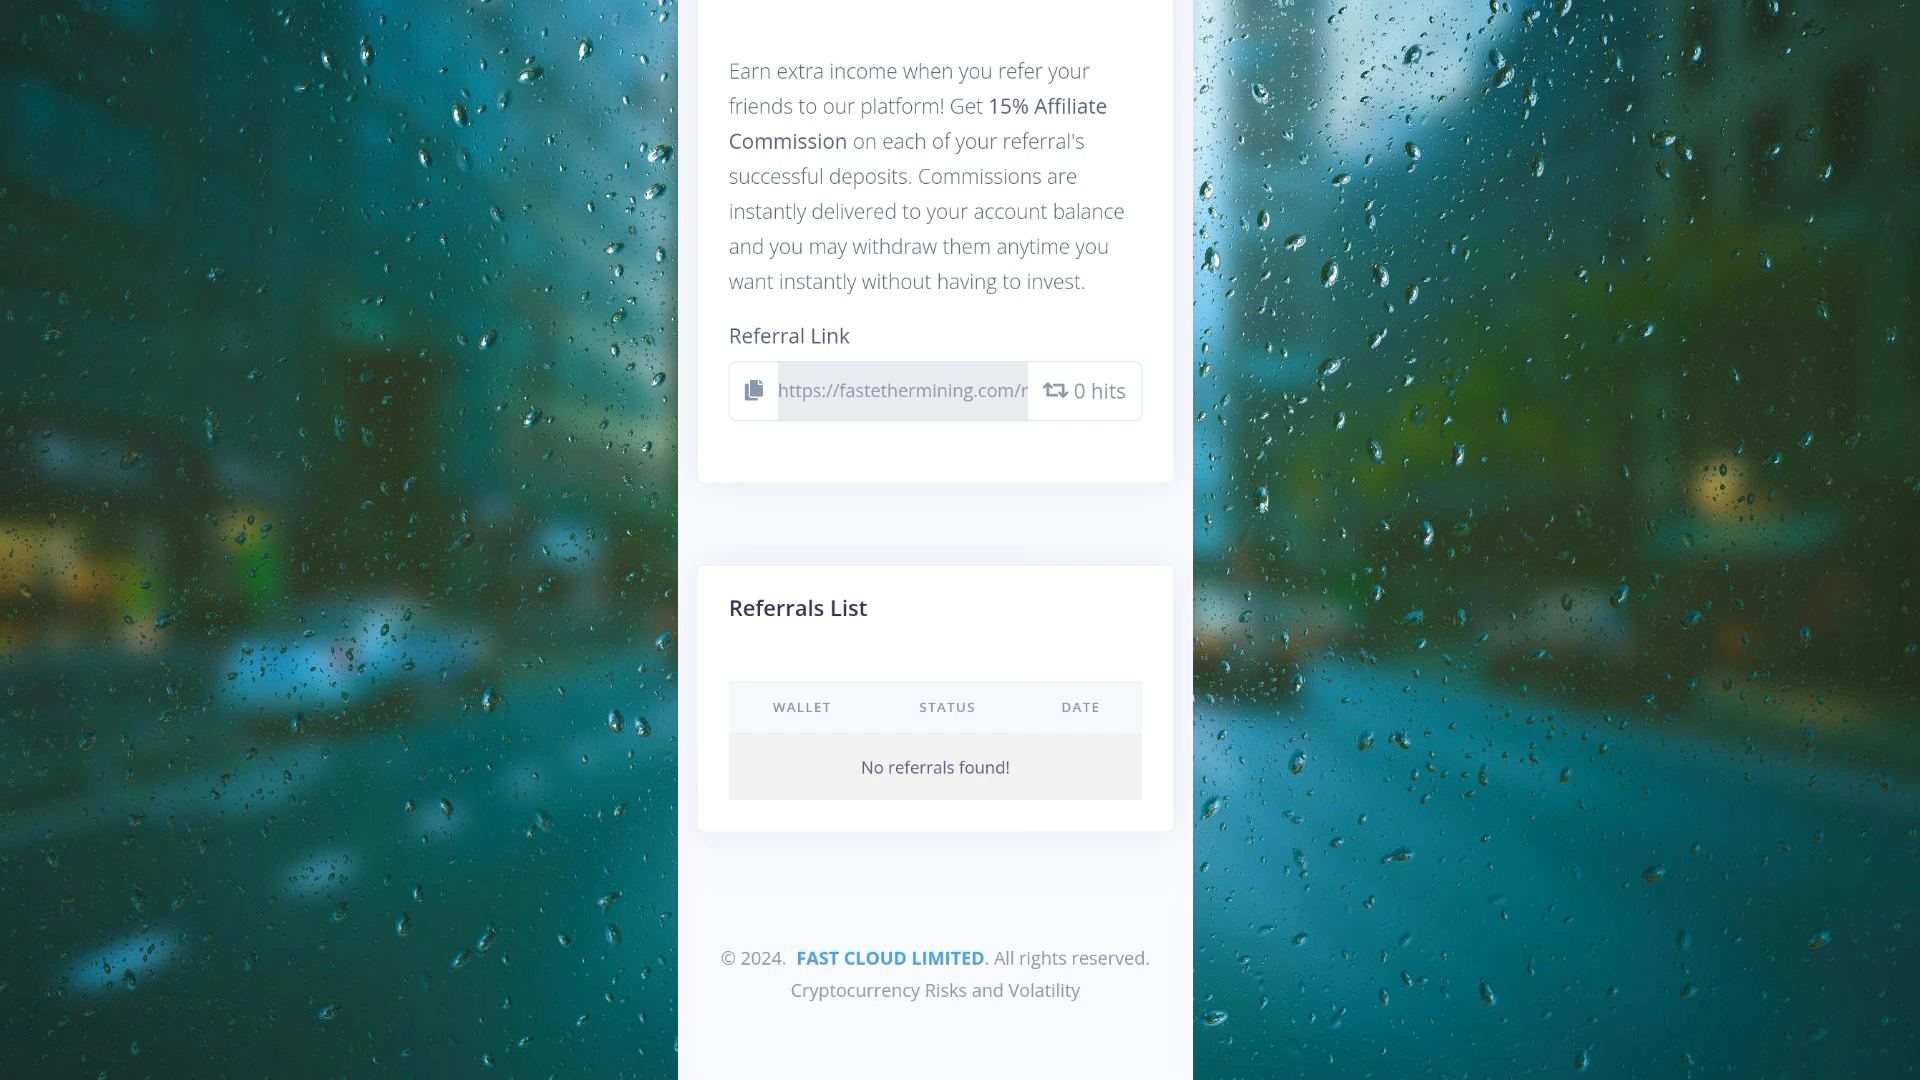 Earn extra income when you refer your
friends to our platform! Get 15% Affiliate
Commission on each of your referral's
successful deposits. Commissions are
instantly delivered to your account balance
and you may withdraw them anytime you
want instantly without having to invest.
Referral Link
https://fastethermining.com/r 0 hits
Referrals List
WALLET STATUS DATE
No referrals found!
© 2024. FAST CLOUD LIMITED. All rights reserved.
Cryptocurrency Risks and Volatility